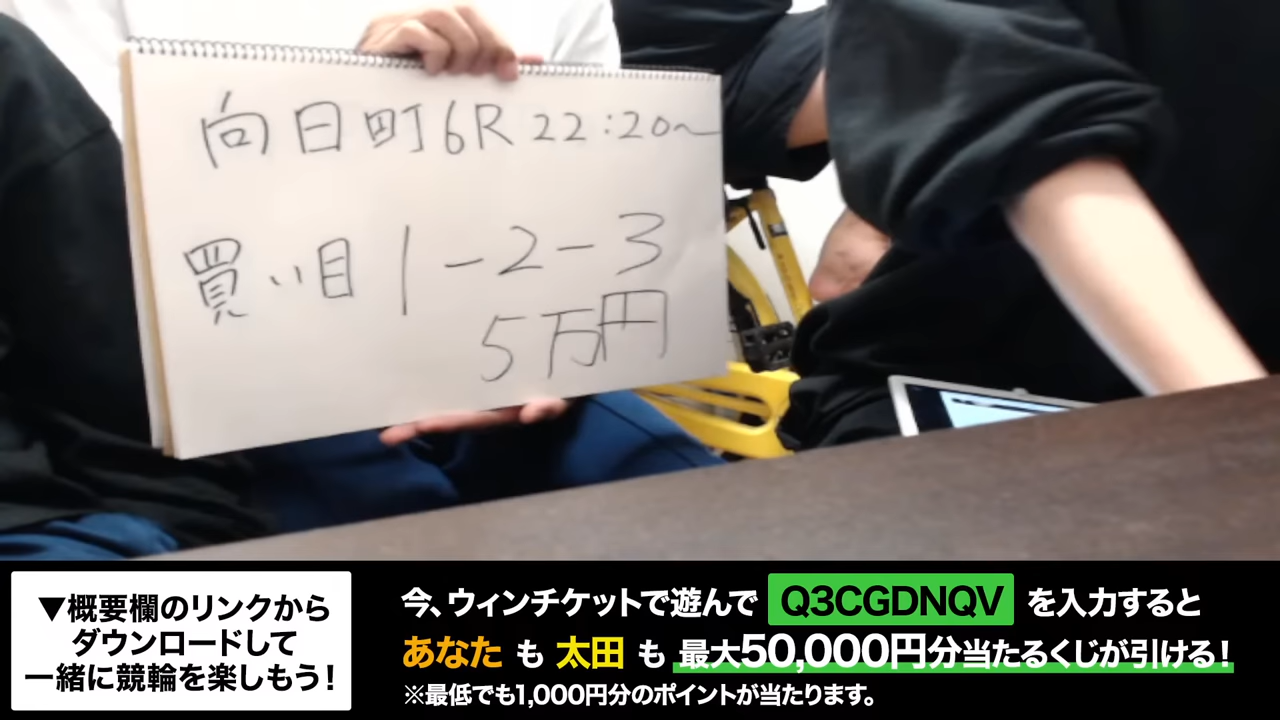 向日町6R 22:20~
買い目 1-2-3
5万円
▼概要欄のリンクから
ダウンロードして
一緒に競輪を楽しもう!
今、ウィンチケットで遊んで Q3CGDNQV を入力すると
あなた も 太田 も 最大50,000円分当たるくじが引ける!
※最低でも1,000円分のポイントが当たります。